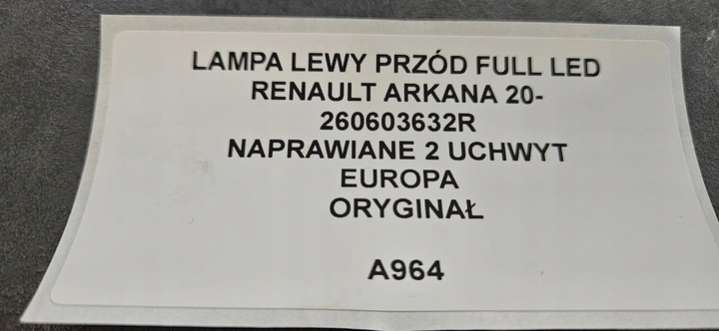 LAMPA LEWY PRZÓD FULL LED
RENAULT ARKANA 20-
260603632R
NAPRAWIANE 2 UCHWYT
EUROPA
ORYGINAŁ
A964